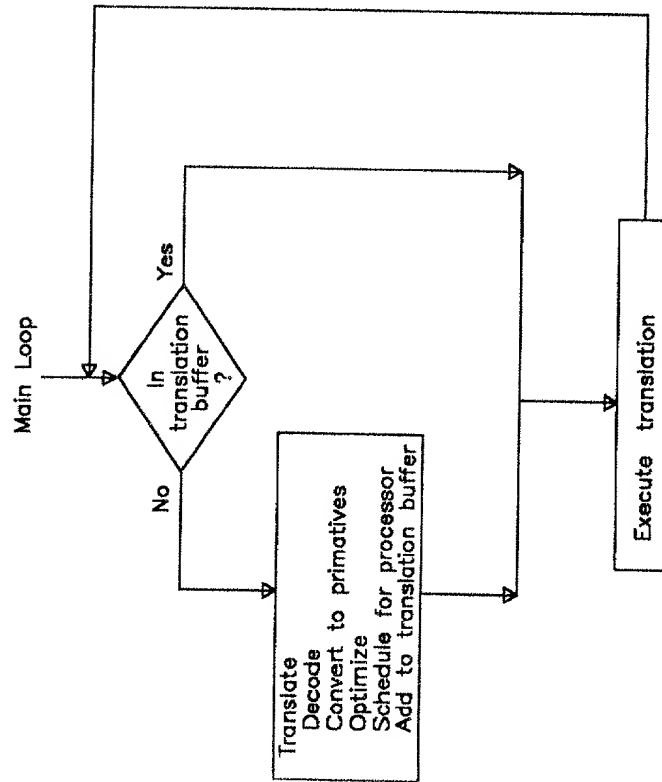 Main Loop
In
translation
buffer
?
Yes
No
Translate
Decode
Convert to primatives
Optimize
Schedule for processor
Add to translation buffer
Execute translation